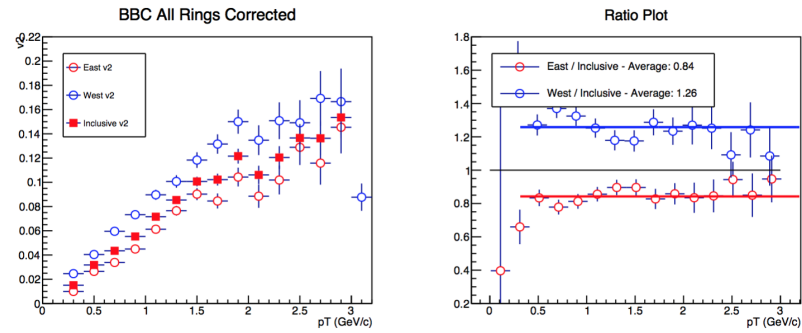 BBC All Rings Corrected
v2
0.22
0.2
0.18
0.16
0.14
0.12
0.1
0.08
0.06
0.04
0.02
0
East v2
West v2
Inclusive v2
0 0.5 1 1.5 2 2.5 3
pT (GeV/c)
Ratio Plot
1.8
1.6
1.4
1.2
1
0.8
0.6
0.4
0.2
East / Inclusive - Average: 0.84
West / Inclusive - Average: 1.26
0 0.5 1 1.5 2 2.5 3
pT (GeV/c)